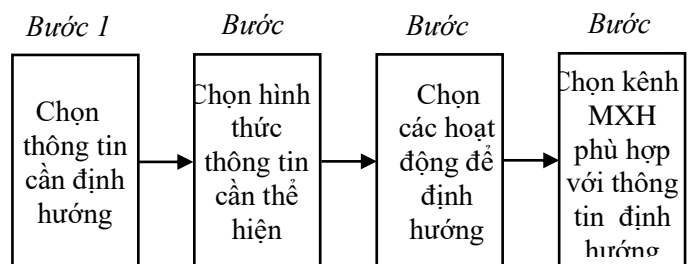 Bước 1
Bước
Bước
Bước
Chọn
thông tin
cần định
hướng
Chọn hình
thức
thông tin
cần thể
hiện
Chọn
các hoạt
động để
định
hướng
Chọn kênh
MXH
phù hợp
với thông
tin định
hướng